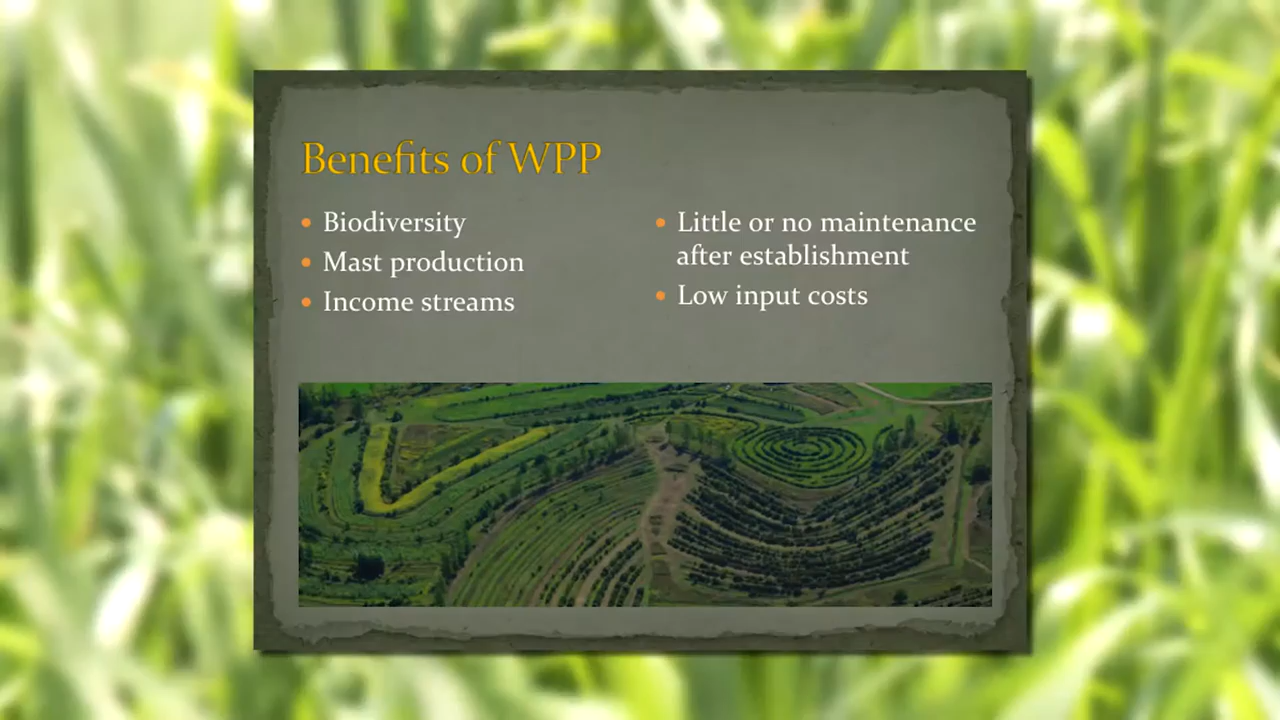 Benefits of WPP
• Biodiversity
• Mast production
• Income streams
• Little or no maintenance
after establishment
• Low input costs